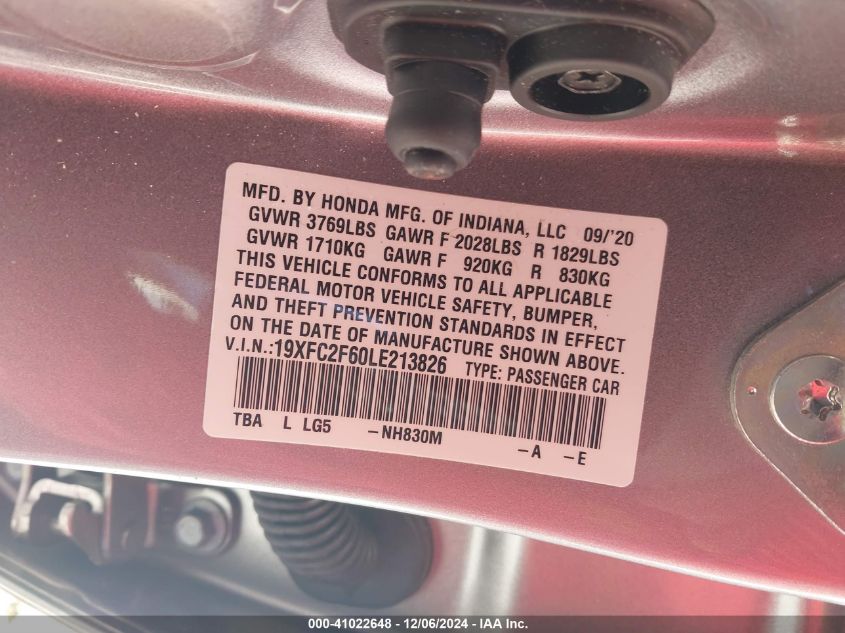 MFD. BY HONDA MFG. OF INDIANA, LLC 09/'20
GVWR 3769LBS GAWR F 2028LBS R 1829LBS
GVWR 1710KG GAWR F 920KG R 830KG
THIS VEHICLE CONFORMS TO ALL APPLICABLE
FEDERAL MOTOR VEHICLE SAFETY, BUMPER,
AND THEFT PREVENTION STANDARDS IN EFFECT
ON THE DATE OF MANUFACTURE SHOWN ABOVE.
V.I.N.:19XFC2F60LE213826 TYPE: PASSENGER CAR
TBA L LG5 -NH830M -A -E
000-41022648 - 12/06/2024 - IAA Inc.